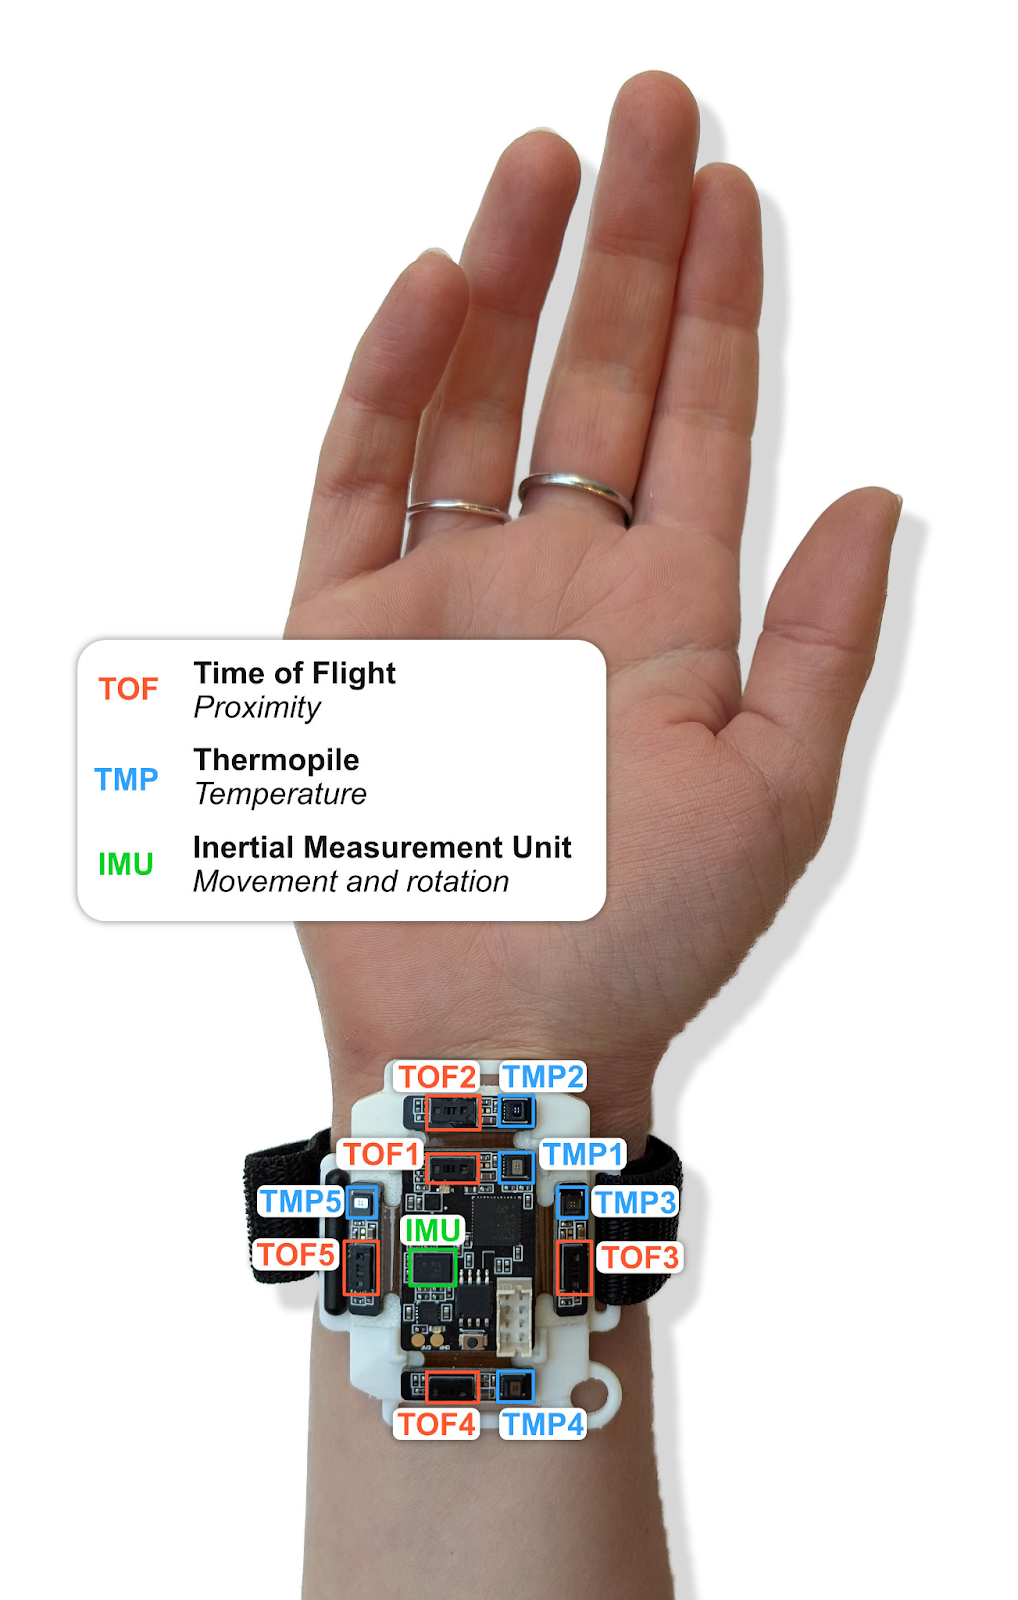 TOF
Time of Flight
Proximity
TMP
Thermopile
Temperature
IMU
Inertial Measurement Unit
Movement and rotation
TOF2
TMP2
TOF1
TMP1
TMP5
TMP3
IMU
TOF5
TOF3
TOF4
TMP4